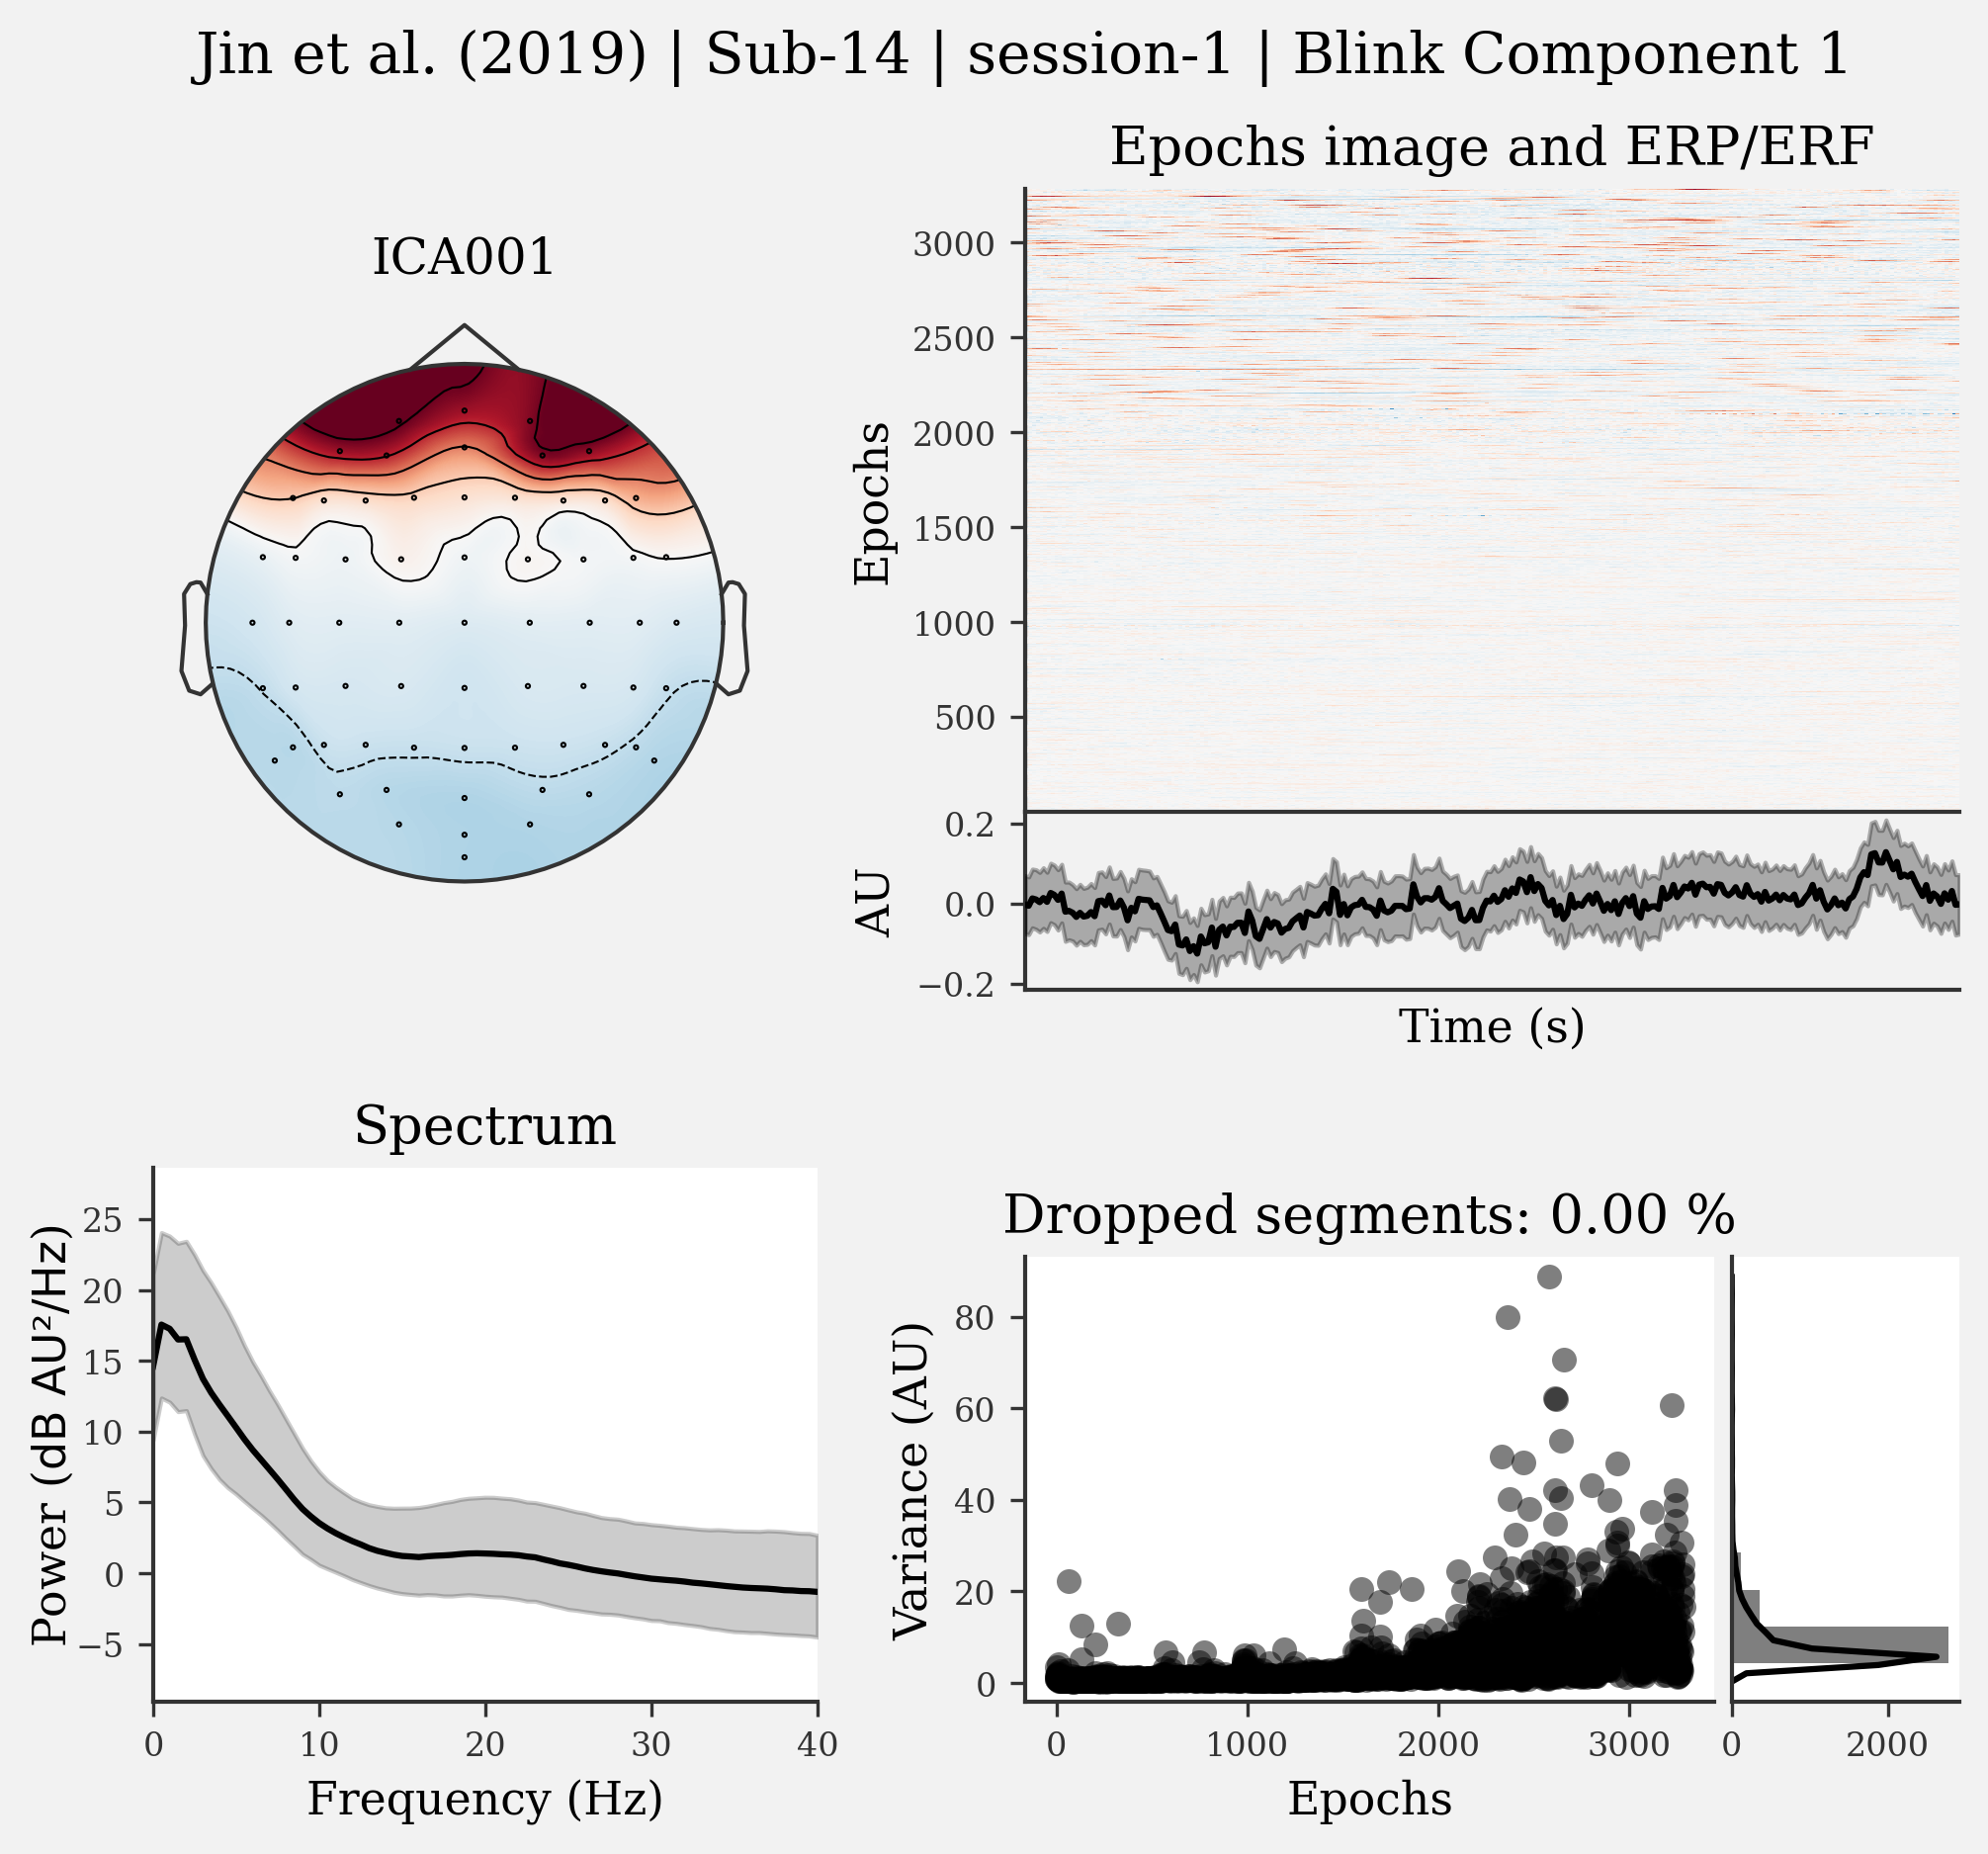 Jin et al. (2019) | Sub-14 | session-1 | Blink Component 1
ICA001
Epochs image and ERP/ERF
Epochs
3000
2500
2000
1500
1000
500
AU
0.2
0.0
−0.2
Time (s)
Spectrum
Power (dB AU²/Hz)
25
20
15
10
5
0
−5
0 10 20 30 40
Frequency (Hz)
Dropped segments: 0.00 %
Variance (AU)
80
60
40
20
0
0 1000 2000 3000
0 2000
Epochs